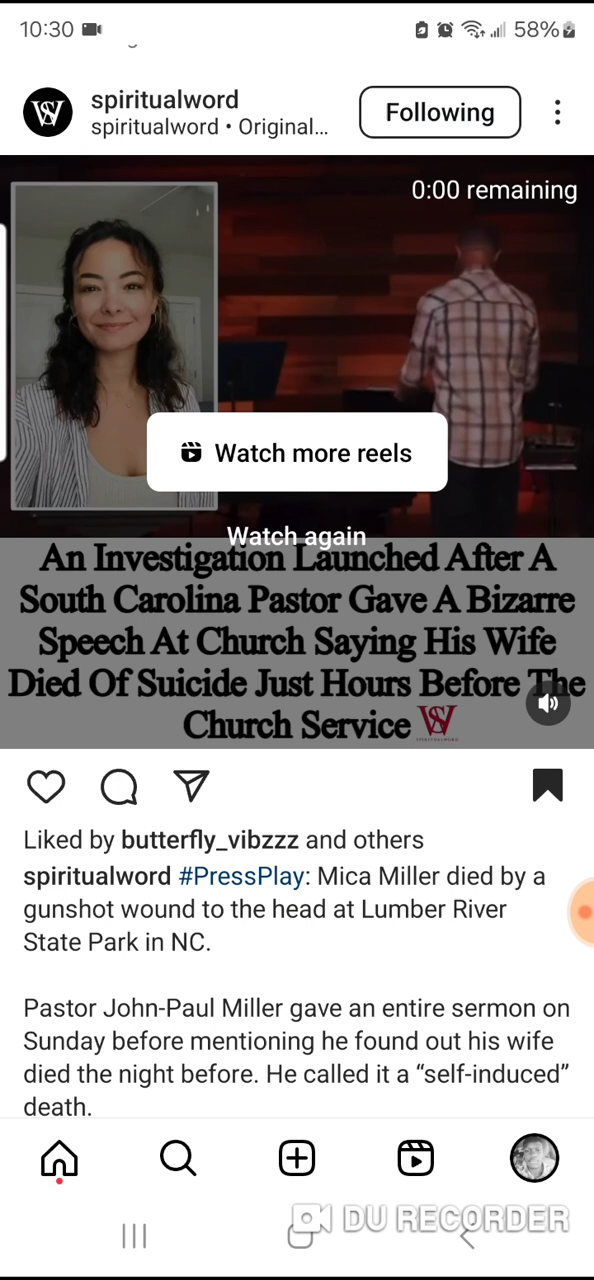 10:30
58%
spiritualword
spiritualword • Original...
Following
0:00 remaining
Watch more reels
Watch again
An Investigation Launched After A
South Carolina Pastor Gave A Bizarre
Speech At Church Saying His Wife
Died Of Suicide Just Hours Before The
Church Service
Liked by butterfly_vibzzz and others
spiritualword #PressPlay: Mica Miller died by a
gunshot wound to the head at Lumber River
State Park in NC.
Pastor John-Paul Miller gave an entire sermon on
Sunday before mentioning he found out his wife
died the night before. He called it a “self-induced”
death.
DU RECORDER